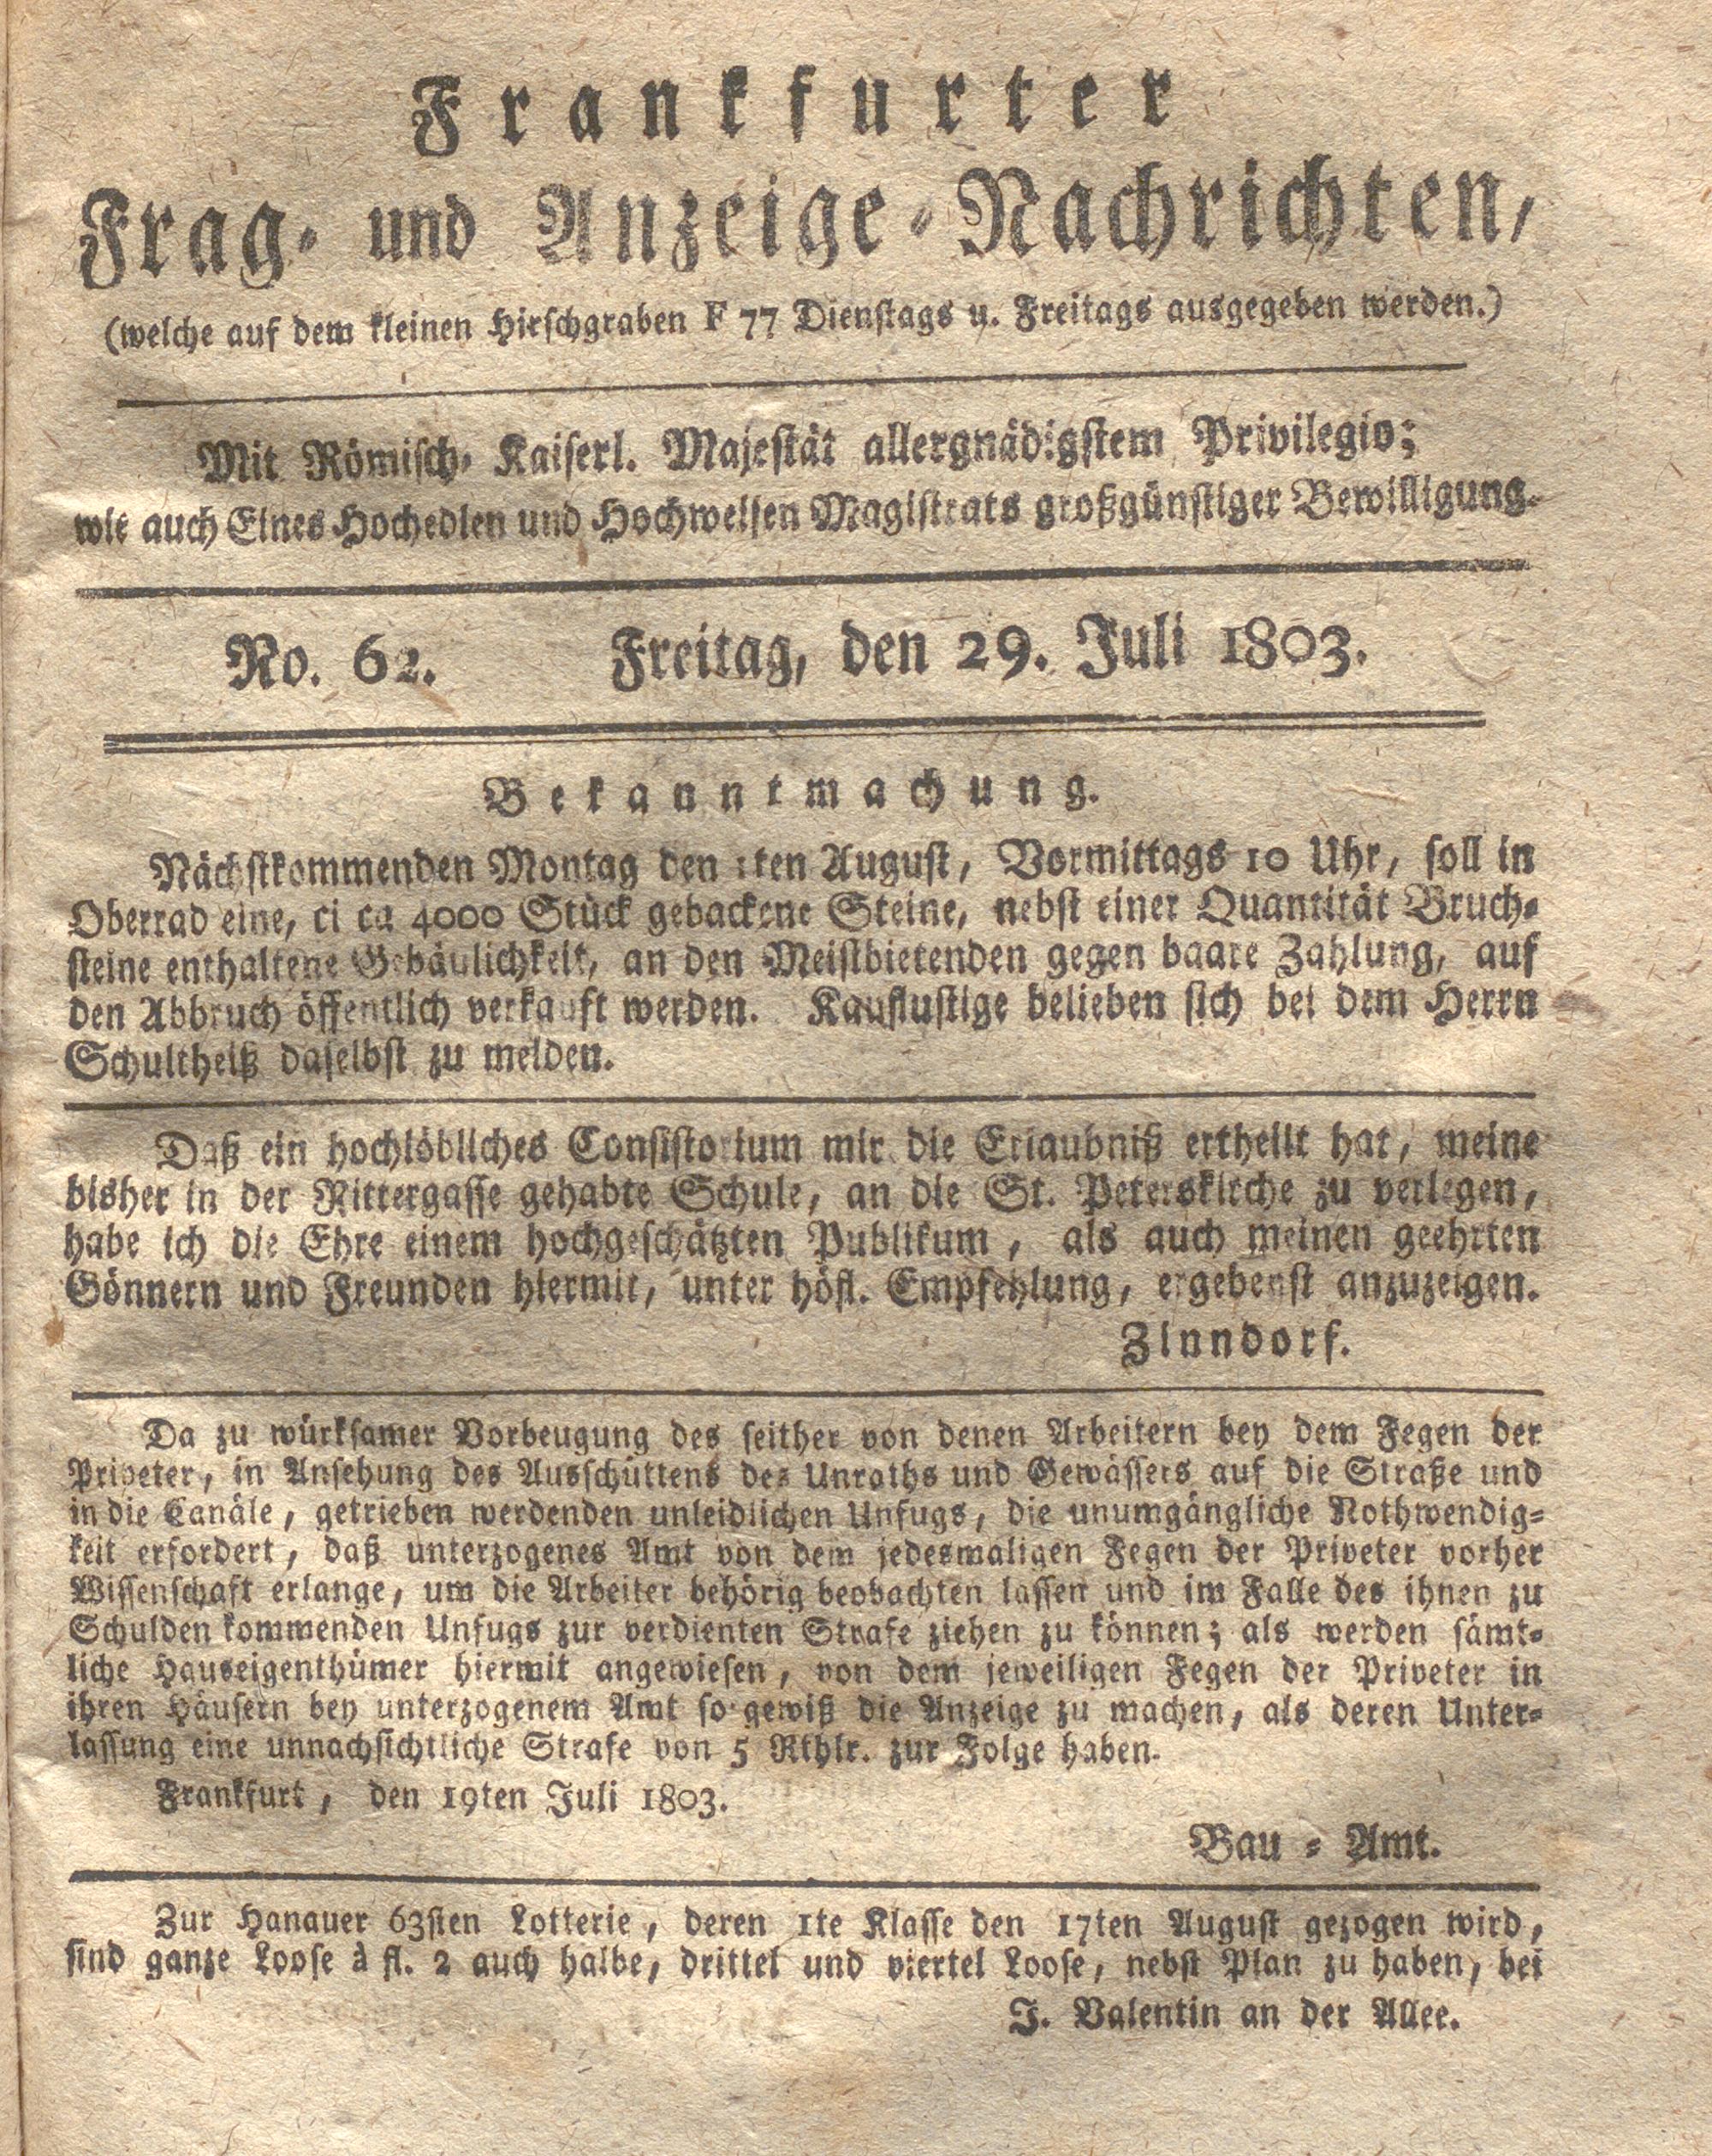 Frankfurter
Frag- und Anzeige-Nachrichten,
(welche auf dem kleinen Hirschgraben F 77 Dienstags u. Freitags ausgegeben werden.)
Mit Römisch- Kaiserl. Majestät allergnädigstem Privilegio;
wie auch Eines Hochedlen und Hochweisen Magistrats großgünstiger Bewilligung.
No. 62. Freitag, den 29. Juli 1803.
Bekanntmachung.
Nächstkommenden Montag den 1ten August, Vormittags 10 Uhr, soll in
Oberrad eine, ci ca 4000 Stück gebackene Steine, nebst einer Quantität Bruch-
steine enthaltene Gebäulichkeit, an den Meistbietenden gegen baare Zahlung, auf
den Abbruch öffentlich verkauft werden. Kauflustige belieben sich bei dem Herrn
Schultheiß daselbst zu melden.
Daß ein hochlöbliches Consistorium mir die Erlaubniß ertheilt hat, meine
bisher in der Rittergasse gehabte Schule, an die St. Peterskirche zu verlegen,
habe ich die Ehre einem hochgeschätzten Publikum, als auch meinen geehrten
Gönnern und Freunden hiermit, unter höfl. Empfehlung, ergebenst anzuzeigen.
Zinndorf.
Da zu würksamer Vorbeugung des seither von denen Arbeitern bey dem Fegen der
Priveter, in Ansehung des Ausschüttens des Unraths und Gewässers auf die Straße und
in die Canäle, getrieben werdenden unleidlichen Unfugs, die unumgängliche Nothwendig-
keit erfordert, daß unterzogenes Amt von dem jedesmaligen Fegen der Priveter vorher
Wissenschaft erlange, um die Arbeiter behörig beobachten lassen und im Falle des ihnen zu
Schulden kommenden Unfugs zur verdienten Strafe ziehen zu können; als werden sämt-
liche Hauseigenthümer hiermit angewiesen, von dem jeweiligen Fegen der Priveter in
ihren Häusern bey unterzogenem Amt so gewiß die Anzeige zu machen, als deren Unter-
lassung eine unnachsichtliche Strafe von 5 Rthlr. zur Folge haben.
Frankfurt, den 19ten Juli 1803.
Bau - Amt.
Zur Hanauer 63sten Lotterie, deren 1te Klasse den 17ten August gezogen wird,
sind ganze Loose à fl. 2 auch halbe, drittel und viertel Loose, nebst Plan zu haben, bei
J. Valentin an der Allee.